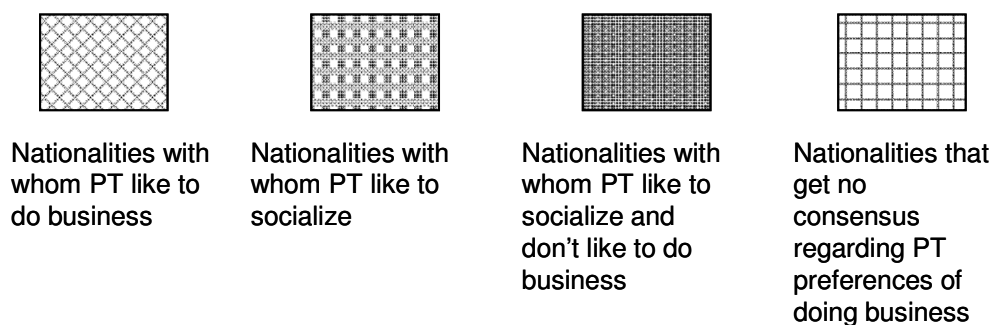 Nationalities with
whom PT like to
do business
Nationalities with
whom PT like to
socialize
Nationalities with
whom PT like to
socialize and
don't like to do
business
Nationalities that
get no
consensus
regarding PT
preferences of
doing business